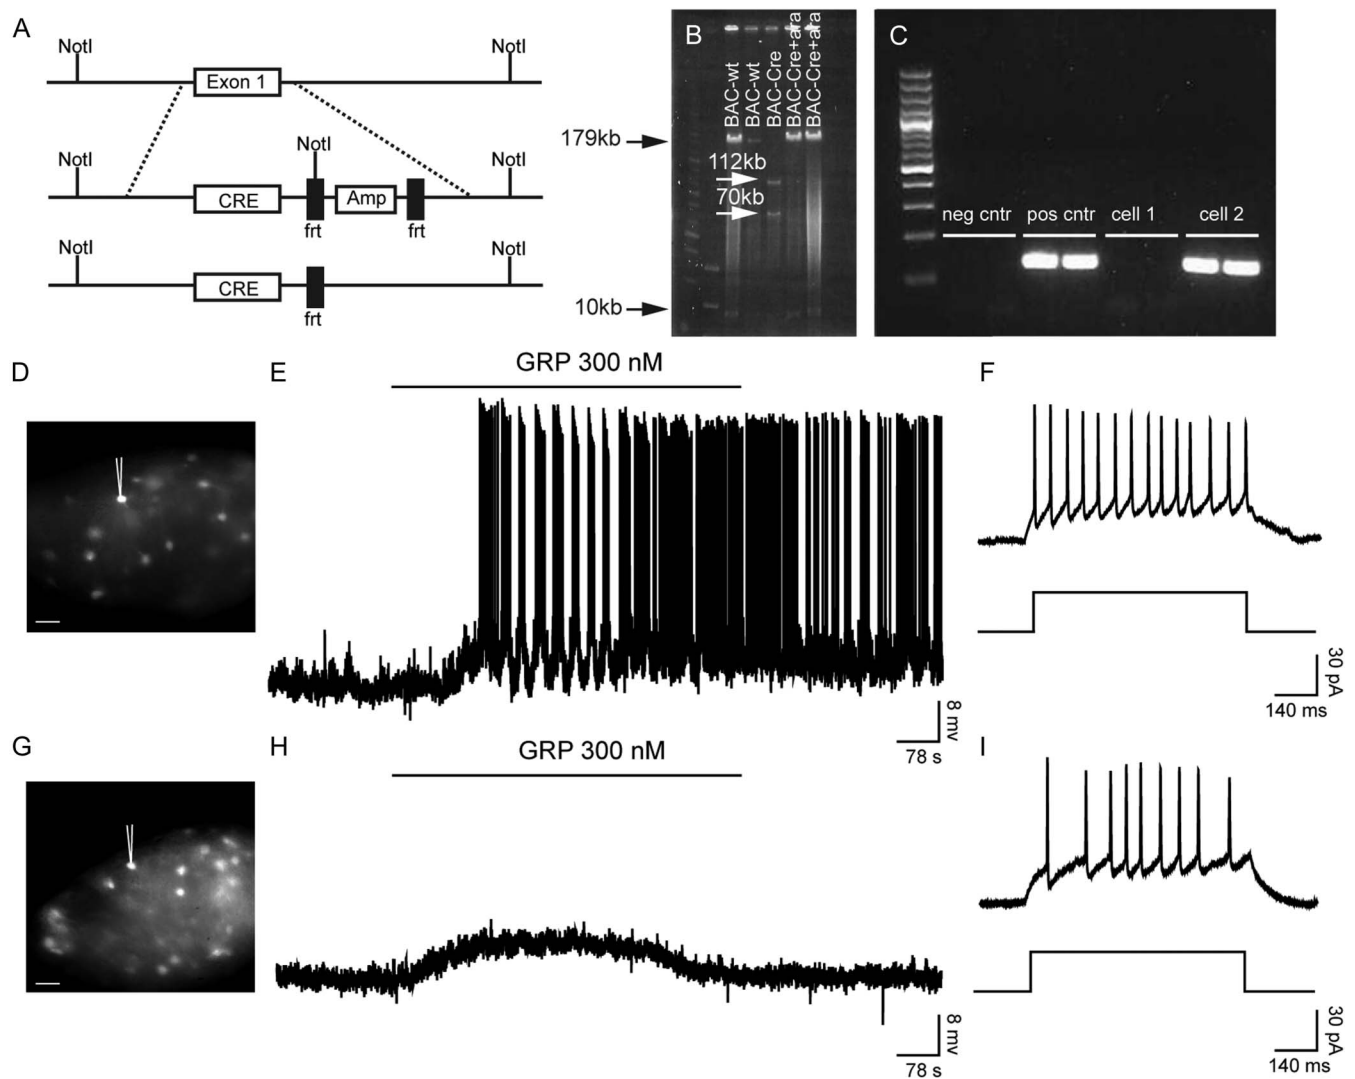 A
NotI
NotI
Exon 1
NotI
NotI
NotI
CRE
Amp
frt
frt
NotI
NotI
CRE
frt
B
BAC-wt
BAC-wt
BAC-Cre
BAC-Cre+ara
BAC-Cre+ara
179kb
112kb
70kb
10kb
C
neg cntr
pos cntr
cell 1
cell 2
D
E
GRP 300 nM
8 mv
78 s
F
30 pA
140 ms
G
H
GRP 300 nM
8 mv
78 s
I
30 pA
140 ms